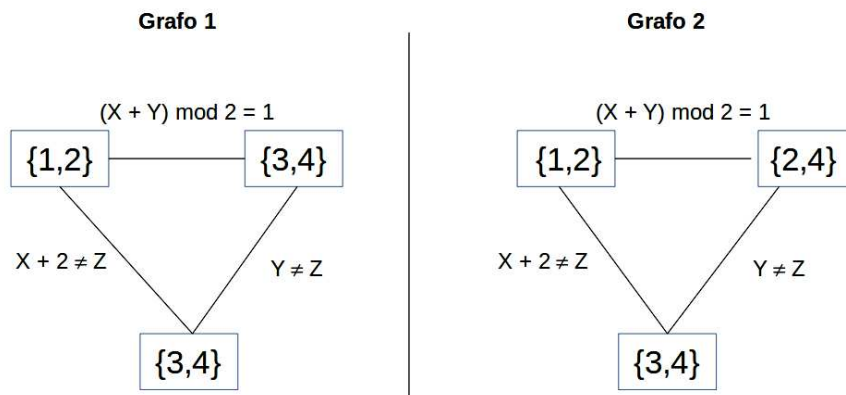 Grafo 1
(X + Y) mod 2 = 1
{1,2}
{3,4}
X + 2 ≠ Z
Y ≠ Z
{3,4}
Grafo 2
(X + Y) mod 2 = 1
{1,2}
{2,4}
X + 2 ≠ Z
Y ≠ Z
{3,4}